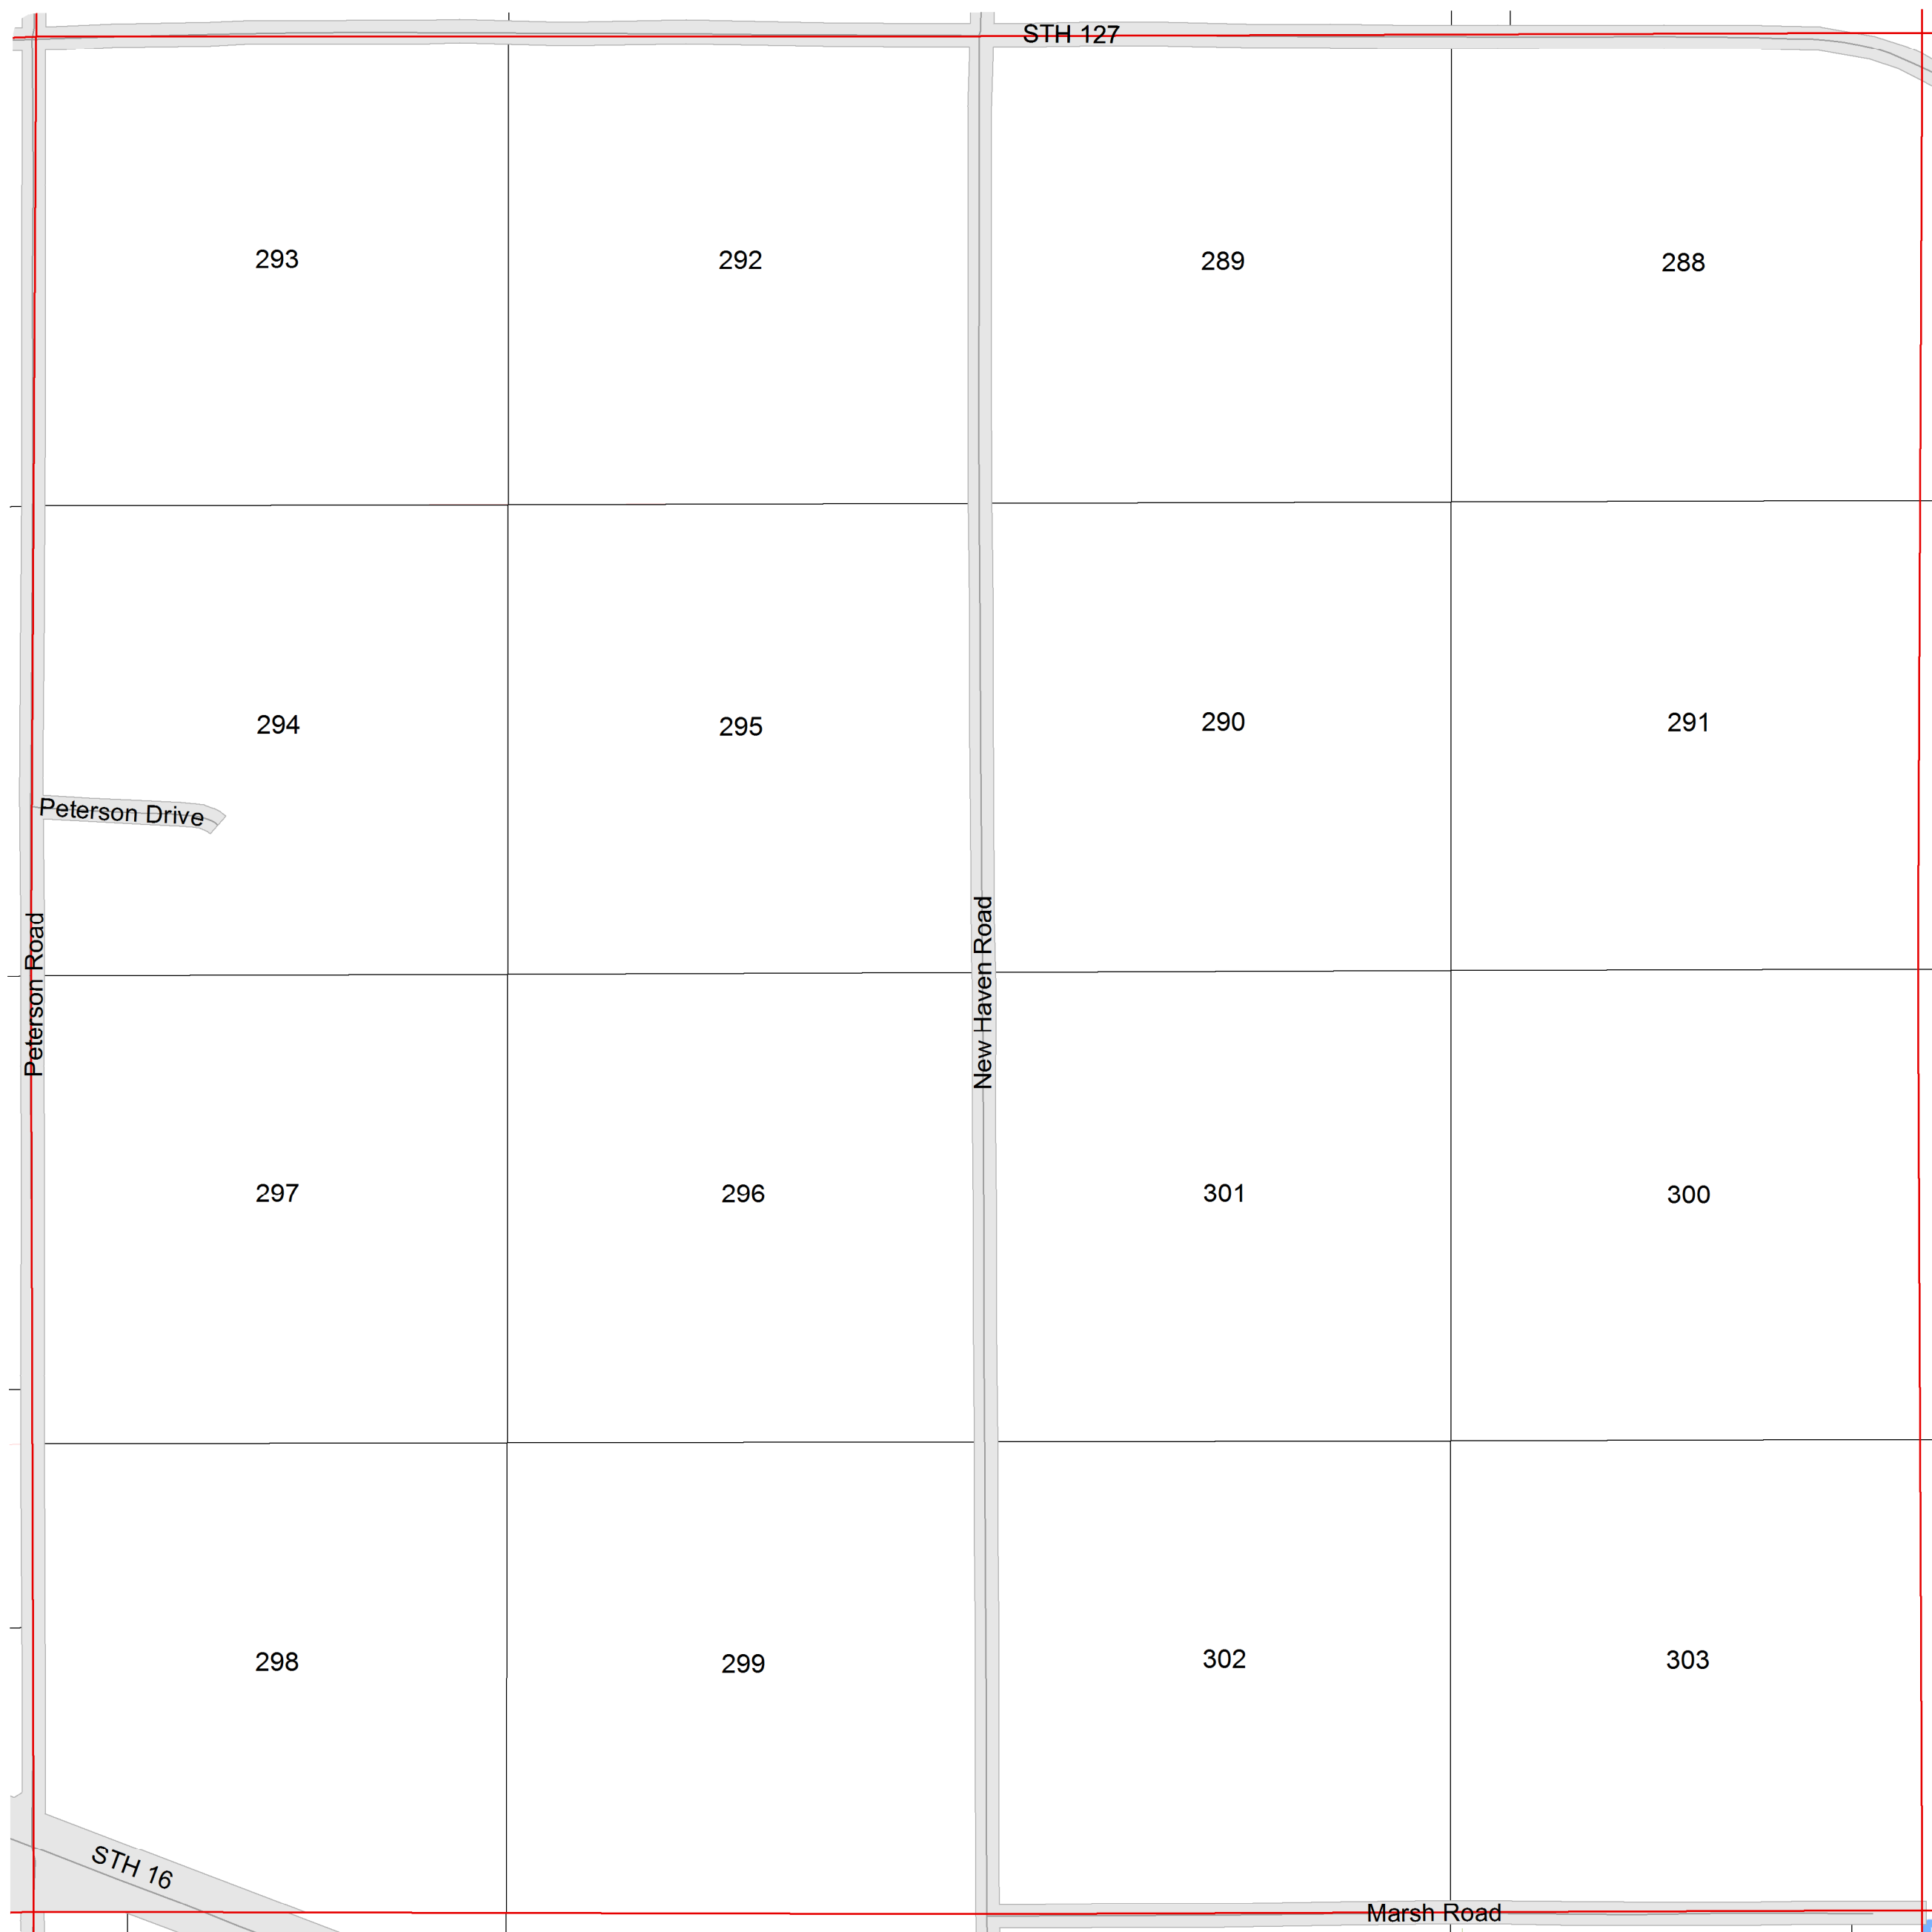 STH 127
293
292
289
288
294
295
290
291
Peterson Drive
Peterson Road
New Haven Road
297
296
301
300
298
299
302
303
STH 16
Marsh Road